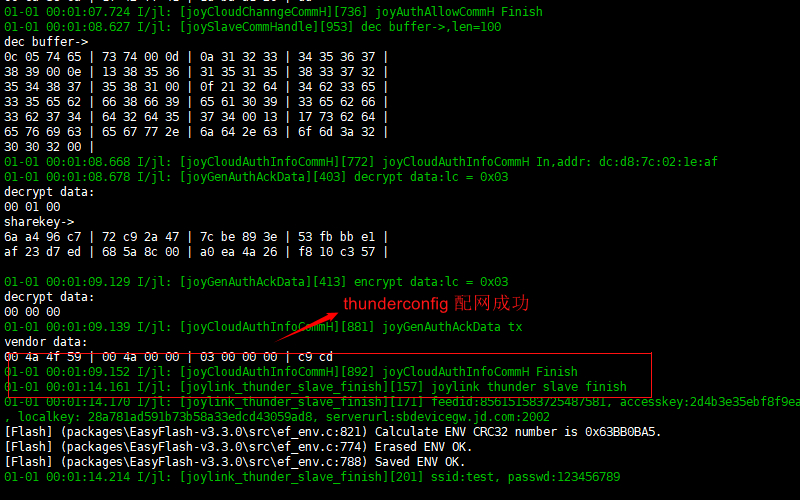 01-01 00:01:07.724 I/jl: [joyCloudChanngeCommH][736] joyAuthAllowCommH Finish
01-01 00:01:08.627 I/jl: [joySlaveCommHandle][953] dec buffer->,len=100
dec buffer->
0c 05 74 65 | 73 74 00 0d | 0a 31 32 33 | 34 35 36 37 |
38 39 00 0e | 13 38 35 36 | 31 35 31 35 | 38 33 37 32 |
35 34 38 37 | 35 38 31 00 | 0f 21 32 64 | 34 62 33 65 |
33 35 65 62 | 66 38 66 39 | 65 61 30 39 | 33 65 62 66 |
33 62 37 34 | 64 32 64 35 | 37 34 00 13 | 17 73 62 64 |
65 76 69 63 | 65 67 77 2e | 6a 64 2e 63 | 6f 6d 3a 32 |
30 30 32 00 |
01-01 00:01:08.668 I/jl: [joyCloudAuthInfoCommH][772] joyCloudAuthInfoCommH In,addr: dc:d8:7c:02:1e:af
01-01 00:01:08.678 I/jl: [joyGenAuthAckData][403] decrypt data:lc = 0x03
decrypt data:
00 01 00
sharekey->
6a a4 96 c7 | 72 c9 2a 47 | 7c be 89 3e | 53 fb bb e1 |
af 23 d7 ed | 68 5a 8c 00 | a0 ea 4a 26 | f8 10 c3 57 |
01-01 00:01:09.129 I/jl: [joyGenAuthAckData][413] encrypt data:lc = 0x03
decrypt data:
thunderconfig 配网成功
00 00 00
01-01 00:01:09.139 I/jl: [joyCloudAuthInfoCommH][881] joyGenAuthAckData tx
vendor data:
00 4a 4f 59 | 00 4a 00 00 | 03 00 00 00 | c9 cd
01-01 00:01:09.152 I/jl: [joyCloudAuthInfoCommH][892] joyCloudAuthInfoCommH Finish
01-01 00:01:14.161 I/jl: [joylink_thunder_slave_finish][157] joylink thunder slave finish
01-01 00:01:14.170 I/jl: [joylink_thunder_slave_finish][171] feedid:856151583725487581, accesskey:2d4b3e35ebf8f9ea
, localkey: 28a781ad591b73b58a33edcd43059ad8, serverurl:sbdevicegw.jd.com:2002
[Flash] (packages\EasyFlash-v3.3.0\src\ef_env.c:821) Calculate ENV CRC32 number is 0x63BB0BA5.
[Flash] (packages\EasyFlash-v3.3.0\src\ef_env.c:774) Erased ENV OK.
[Flash] (packages\EasyFlash-v3.3.0\src\ef_env.c:788) Saved ENV OK.
01-01 00:01:14.214 I/jl: [joylink_thunder_slave_finish][201] ssid:test, passwd:123456789